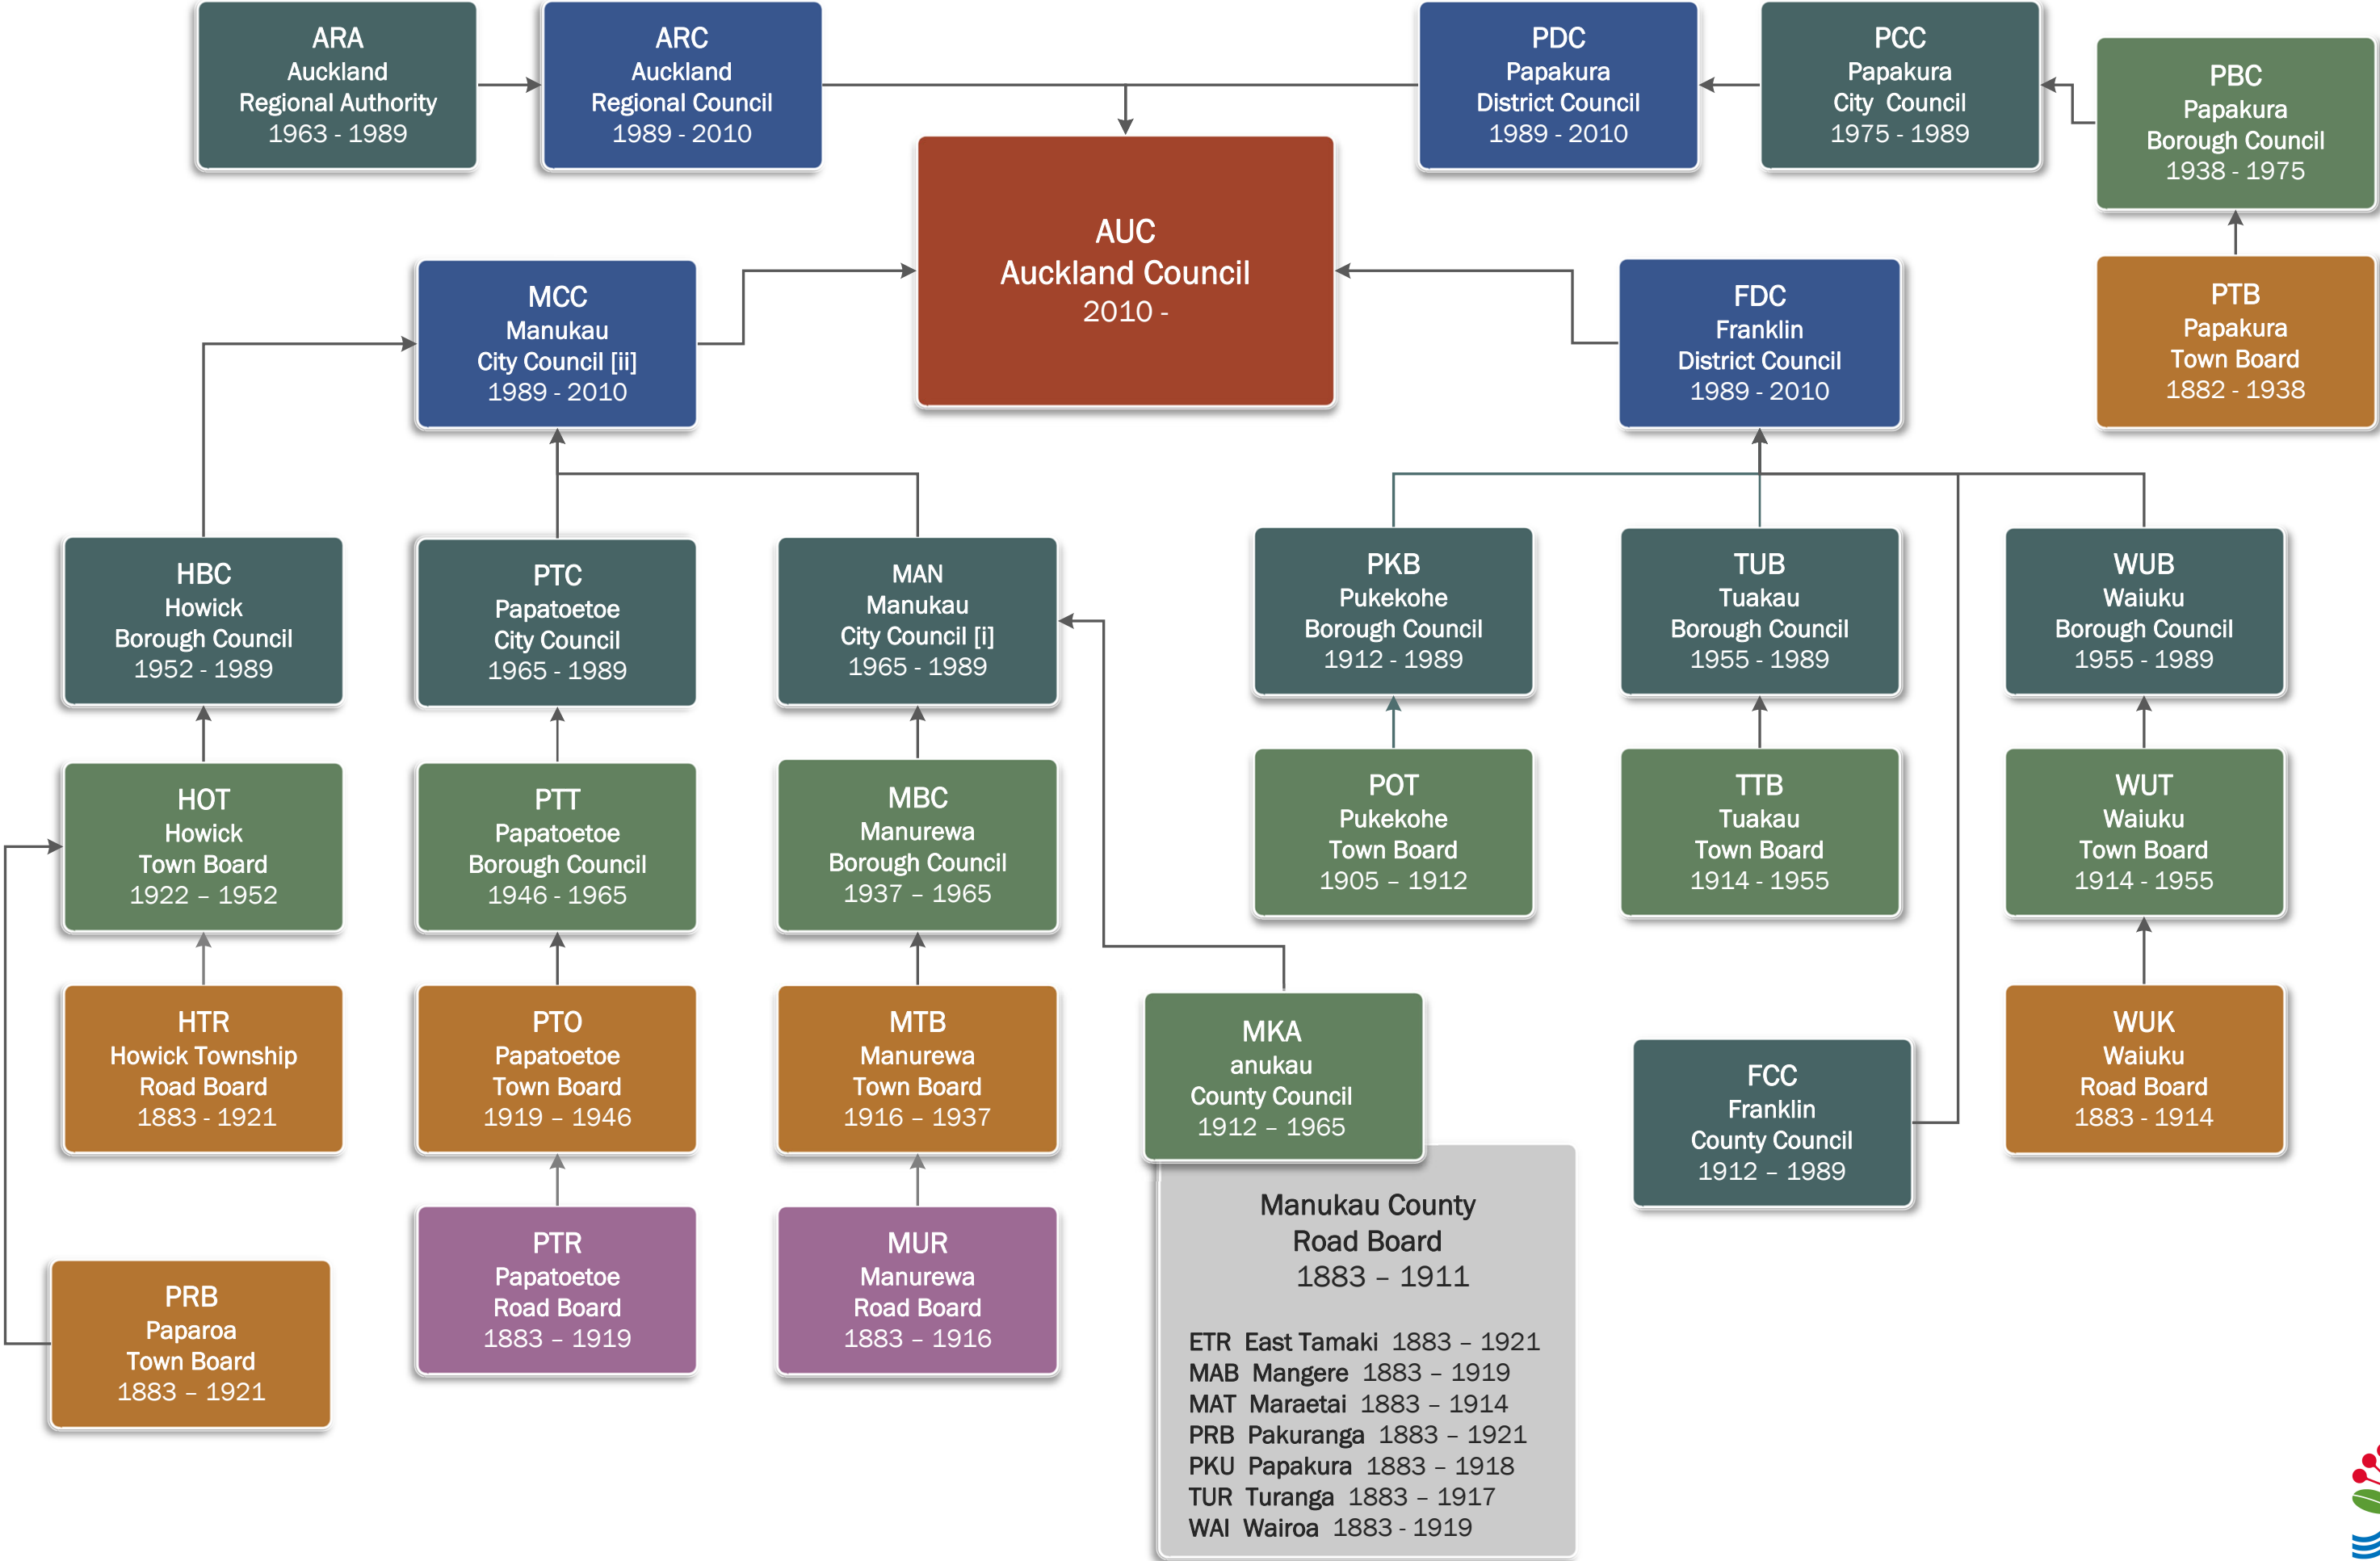 ARA
Auckland
Regional Authority
1963 - 1989
ARC
Auckland
Regional Council
1989 - 2010
PDC
Papakura
District Council
1989 - 2010
PCC
Papakura
City Council
1975 - 1989
PBC
Papakura
Borough Council
1938 - 1975
AUC
Auckland Council
2010 -
MCC
Manukau
City Council [ii]
1989 - 2010
FDC
Franklin
District Council
1989 - 2010
PTB
Papakura
Town Board
1882 - 1938
HBC
Howick
Borough Council
1952 - 1989
PTC
Papatoetoe
City Council
1965 - 1989
MAN
Manukau
City Council [i]
1965 - 1989
PKB
Pukekohe
Borough Council
1912 - 1989
TUB
Tuakau
Borough Council
1955 - 1989
WUB
Waiuku
Borough Council
1955 - 1989
HOT
Howick
Town Board
1922 – 1952
PTT
Papatoetoe
Borough Council
1946 - 1965
MBC
Manurewa
Borough Council
1937 – 1965
POT
Pukekohe
Town Board
1905 – 1912
TTB
Tuakau
Town Board
1914 - 1955
WUT
Waiuku
Town Board
1914 - 1955
HTR
Howick Township
Road Board
1883 - 1921
PTO
Papatoetoe
Town Board
1919 – 1946
MTB
Manurewa
Town Board
1916 – 1937
MKA
anukau
County Council
1912 – 1965
FCC
Franklin
County Council
1912 – 1989
WUK
Waiuku
Road Board
1883 - 1914
PRB
Paparoa
Town Board
1883 – 1921
PTR
Papatoetoe
Road Board
1883 – 1919
MUR
Manurewa
Road Board
1883 – 1916
Manukau County
Road Board
1883 – 1911
ETR East Tamaki 1883 – 1921
MAB Mangere 1883 – 1919
MAT Maraetai 1883 – 1914
PRB Pakuranga 1883 – 1921
PKU Papakura 1883 – 1918
TUR Turanga 1883 – 1917
WAI Wairoa 1883 - 1919